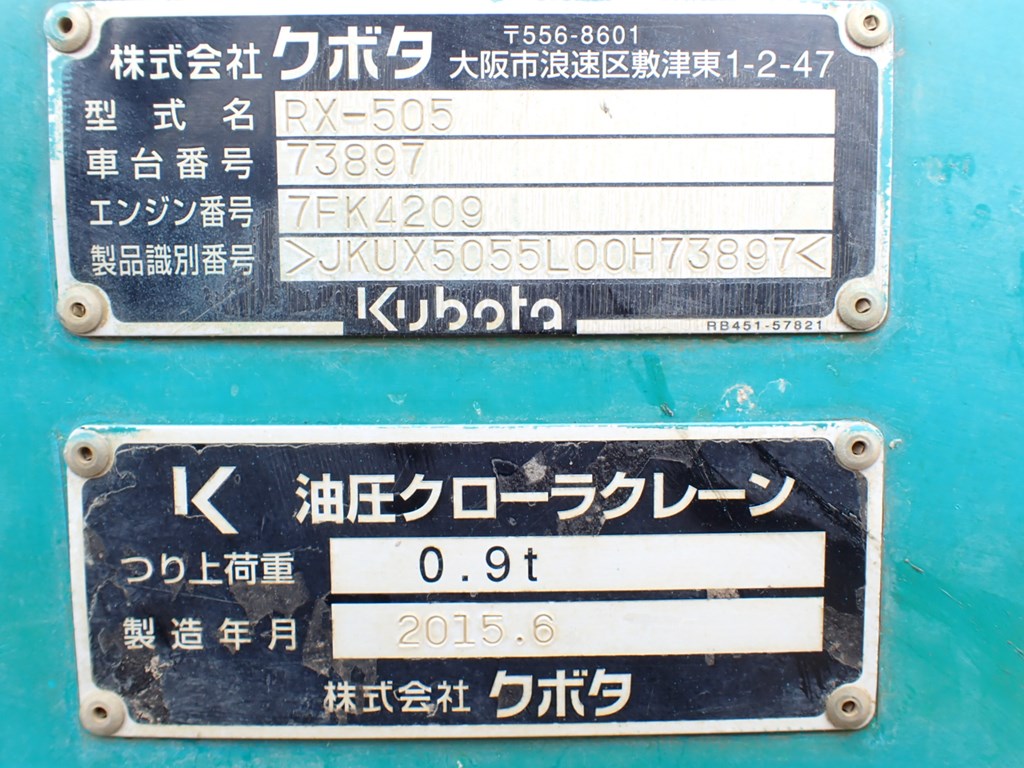 株式会社 クボタ 〒556-8601
大阪市浪速区敷津東1-2-47
型式名 RX-505
車台番号 73897
エンジン番号 7FK4209
製品識別番号 >JKUX5055L00H73897<
Kubota
RB451-57821
K 油圧クローラクレーン
つり上荷重 0.9t
製造年月 2015.6
株式会社 クボタ